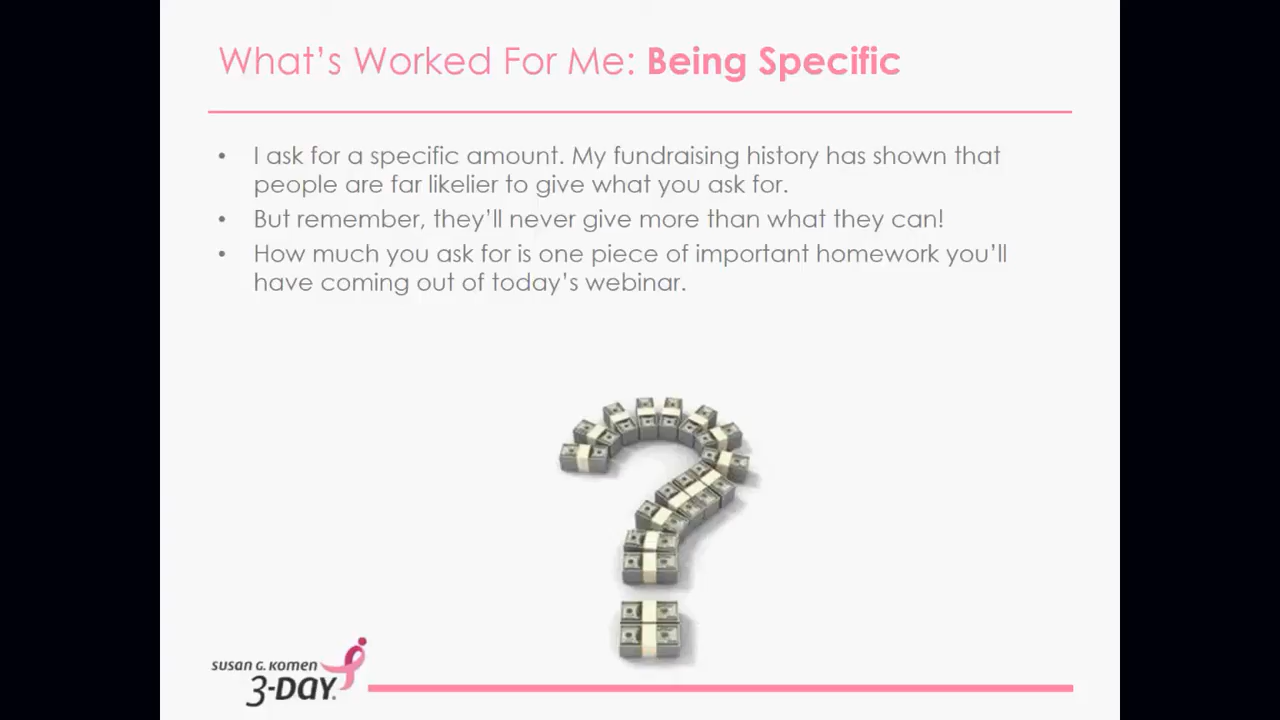 What's Worked For Me: Being Specific
• I ask for a specific amount. My fundraising history has shown that
people are far likelier to give what you ask for.
• But remember, they'll never give more than what they can!
• How much you ask for is one piece of important homework you'll
have coming out of today's webinar.
SUSAN G. KOMEN
3-DAY.